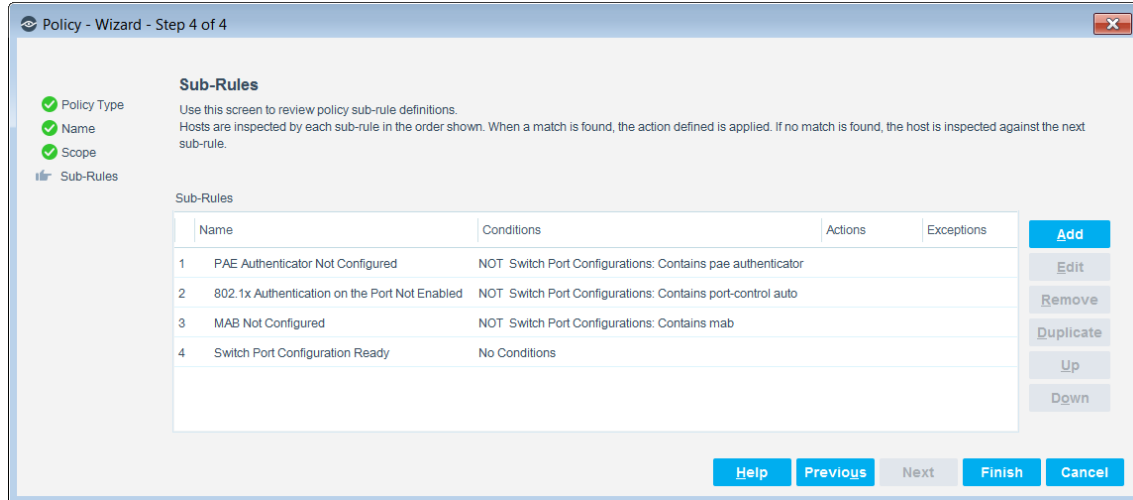 Policy - Wizard - Step 4 of 4
Policy Type
Name
Scope
Sub-Rules
Sub-Rules
Use this screen to review policy sub-rule definitions.
Hosts are inspected by each sub-rule in the order shown. When a match is found, the action defined is applied. If no match is found, the host is inspected against the next
sub-rule.
Sub-Rules
Name Conditions Actions Exceptions
1 PAE Authenticator Not Configured NOT Switch Port Configurations: Contains pae authenticator
2 802.1x Authentication on the Port Not Enabled NOT Switch Port Configurations: Contains port-control auto
3 MAB Not Configured NOT Switch Port Configurations: Contains mab
4 Switch Port Configuration Ready No Conditions
Add
Edit
Remove
Duplicate
Up
Down
Help Previous Next Finish Cancel